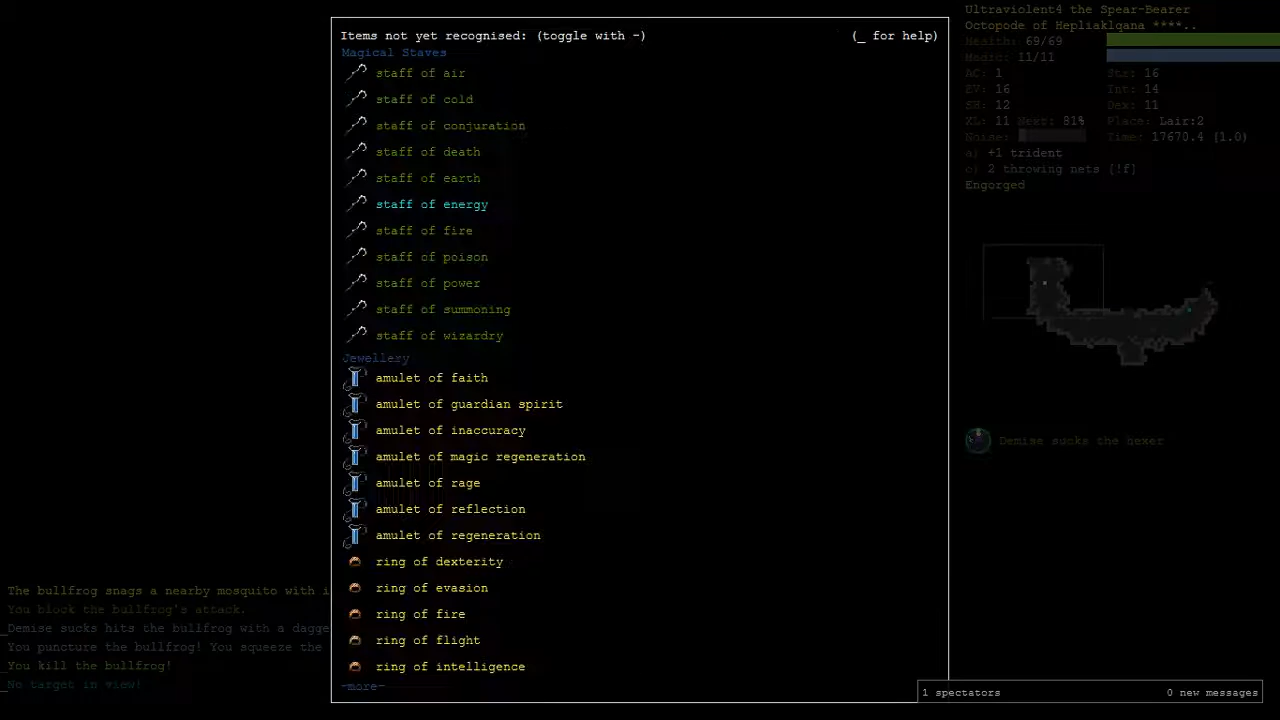 Items not yet recognised: (toggle with -) (_ for help)
Magical Staves
staff of air
staff of cold
staff of conjuration
staff of death
staff of earth
staff of energy
staff of fire
staff of poison
staff of power
staff of summoning
staff of wizardry
Jewellery
amulet of faith
amulet of guardian spirit
amulet of inaccuracy
amulet of magic regeneration
amulet of rage
amulet of reflection
amulet of regeneration
ring of dexterity
ring of evasion
ring of fire
ring of flight
ring of intelligence
-more-
Ultraviolent4 the Spear-Bearer
Octopode of Hepliaklqana ****..
Health: 69/69
Magic: 11/11
AC: 1 Str: 16
EV: 16 Int: 14
SH: 12 Dex: 11
XL: 11 Next: 81% Place: Lair:2
Noise: Time: 17670.4 (1.0)
a) +1 trident
c) 2 throwing nets [!f]
Engorged
Demise sucks the hexer
The bullfrog snags a nearby mosquito with i
You block the bullfrog's attack.
_Demise sucks hits the bullfrog with a dagge
You puncture the bullfrog! You squeeze the
_You kill the bullfrog!
_No target in view!
1 spectators 0 new messages